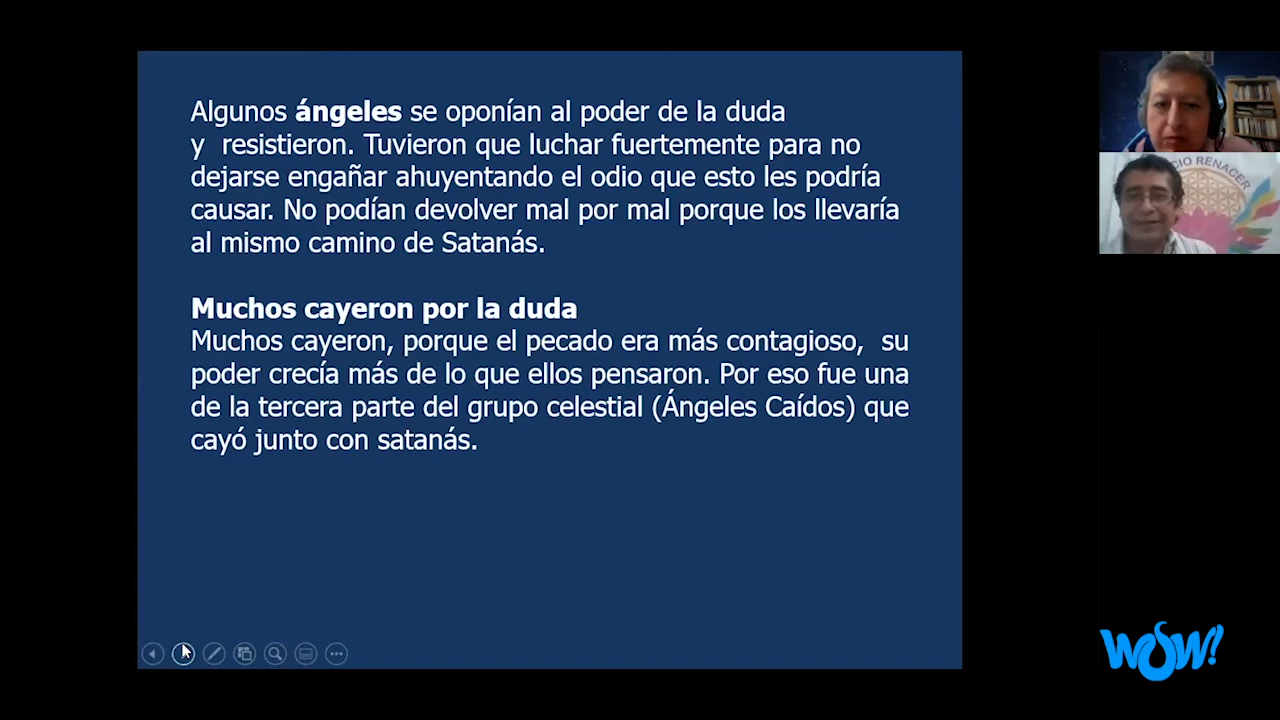 Algunos ángeles se oponían al poder de la duda
y resistieron. Tuvieron que luchar fuertemente para no
dejarse engañar ahuyentando el odio que esto les podría
causar. No podían devolver mal por mal porque los llevaría
al mismo camino de Satanás.
Muchos cayeron por la duda
Muchos cayeron, porque el pecado era más contagioso, su
poder crecía más de lo que ellos pensaron. Por eso fue una
de la tercera parte del grupo celestial (Ángeles Caídos) que
cayó junto con satanás.
CIO RENACER
WOW!